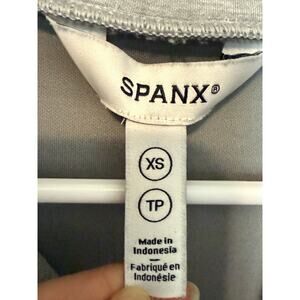 SPANX®
XS
TP
Made in
Indonesia
Fabriqué en
Indonésie